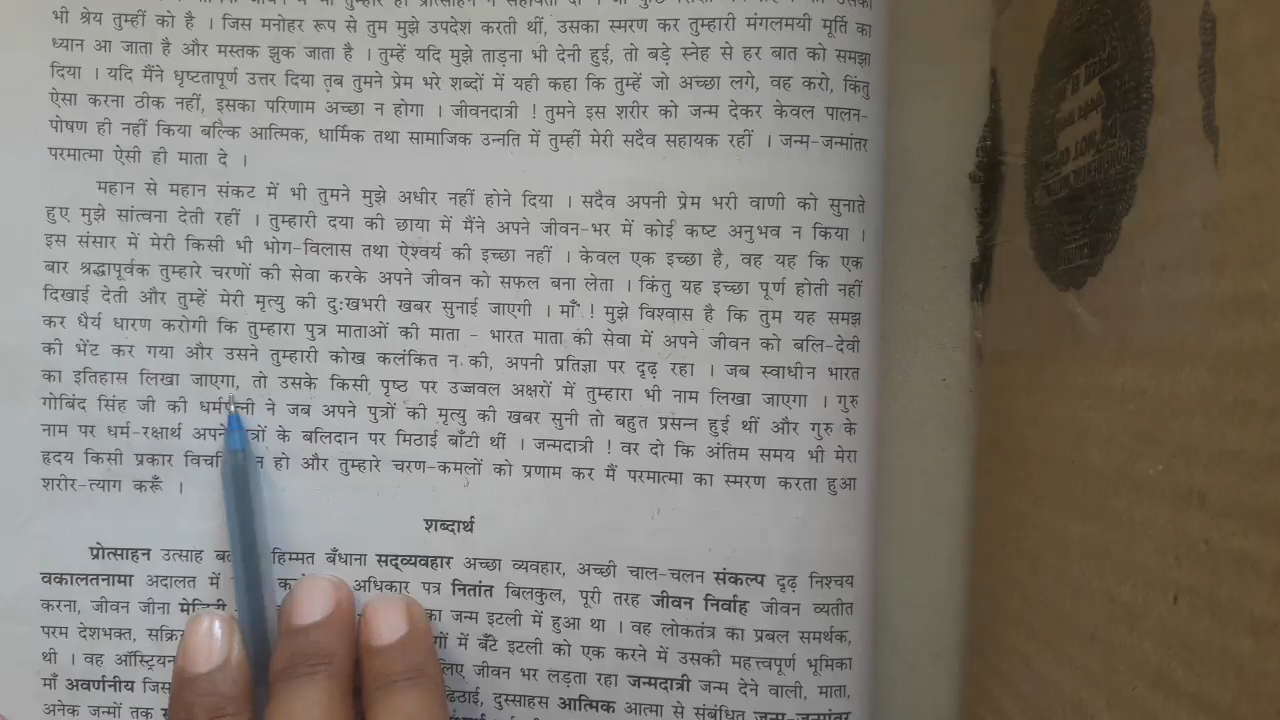 भी श्रेय तुम्हीं को है । जिस मनोहर रूप से तुम मुझे उपदेश करती थीं, उसका स्मरण कर तुम्हारी मंगलमयी मूर्ति का
ध्यान आ जाता है और मस्तक झुक जाता है । तुम्हें यदि मुझे ताड़ना भी देनी हुई, तो बड़े स्नेह से हर बात को समझा
दिया । यदि मैंने धृष्टतापूर्ण उत्तर दिया तब तुमने प्रेम भरे शब्दों में यही कहा कि तुम्हें जो अच्छा लगे, वह करो, किंतु
ऐसा करना ठीक नहीं, इसका परिणाम अच्छा न होगा । जीवनदात्री ! तुमने इस शरीर को जन्म देकर केवल पालन-
पोषण ही नहीं किया बल्कि आत्मिक, धार्मिक तथा सामाजिक उन्नति में तुम्हीं मेरी सदैव सहायक रहीं । जन्म-जन्मांतर
परमात्मा ऐसी ही माता दे ।
महान से महान संकट में भी तुमने मुझे अधीर नहीं होने दिया । सदैव अपनी प्रेम भरी वाणी को सुनाते
हुए मुझे सांत्वना देती रहीं । तुम्हारी दया की छाया में मैंने अपने जीवन-भर में कोई कष्ट अनुभव न किया ।
इस संसार में मेरी किसी भी भोग-विलास तथा ऐश्वर्य की इच्छा नहीं । केवल एक इच्छा है, वह यह कि एक
बार श्रद्धापूर्वक तुम्हारे चरणों की सेवा करके अपने जीवन को सफल बना लेता । किंतु यह इच्छा पूर्ण होती नहीं
दिखाई देती और तुम्हें मेरी मृत्यु की दुःखभरी खबर सुनाई जाएगी । माँ ! मुझे विश्वास है कि तुम यह समझ
कर धैर्य धारण करोगी कि तुम्हारा पुत्र माताओं की माता - भारत माता की सेवा में अपने जीवन को बलि-देवी
की भेंट कर गया और उसने तुम्हारी कोख कलंकित न की, अपनी प्रतिज्ञा पर दृढ़ रहा । जब स्वाधीन भारत
का इतिहास लिखा जाएगा, तो उसके किसी पृष्ठ पर उज्जवल अक्षरों में तुम्हारा भी नाम लिखा जाएगा । गुरु
गोबिंद सिंह जी की ने जब अपने पुत्रों की मृत्यु की खबर सुनी तो बहुत प्रसन्न हुई थीं और गुरु के
नाम पर धर्म-रक्षार्थ अपने के बलिदान पर मिठाई बाँटी थीं । जन्मदात्री ! वर दो कि अंतिम समय भी मेरा
हृदय किसी प्रकार न हो और तुम्हारे चरण-कमलों को प्रणाम कर मैं परमात्मा का स्मरण करता हुआ
शरीर-त्याग करूँ ।
शब्दार्थ
प्रोत्साहन उत्साह हिम्मत बँधाना सद्व्यवहार अच्छा व्यवहार, अच्छी चाल-चलन संकल्प दृढ़ निश्चय
वकालतनामा अदालत में अधिकार पत्र नितांत बिलकुल, पूरी तरह जीवन निर्वाह जीवन व्यतीत
करना, जीवन जीना का जन्म इटली में हुआ था । वह लोकतंत्र का प्रबल समर्थक,
परम देशभक्त, में बँटे इटली को एक करने में उसकी महत्त्वपूर्ण भूमिका
थी । वह जीवन भर लड़ता रहा जन्मदात्री जन्म देने वाली, माता,
माँ अवर्णनीय ढिठाई, दुस्साहस आत्मिक आत्मा से संबंधित जन्म-जन्मांतर
अनेक जन्मों तक